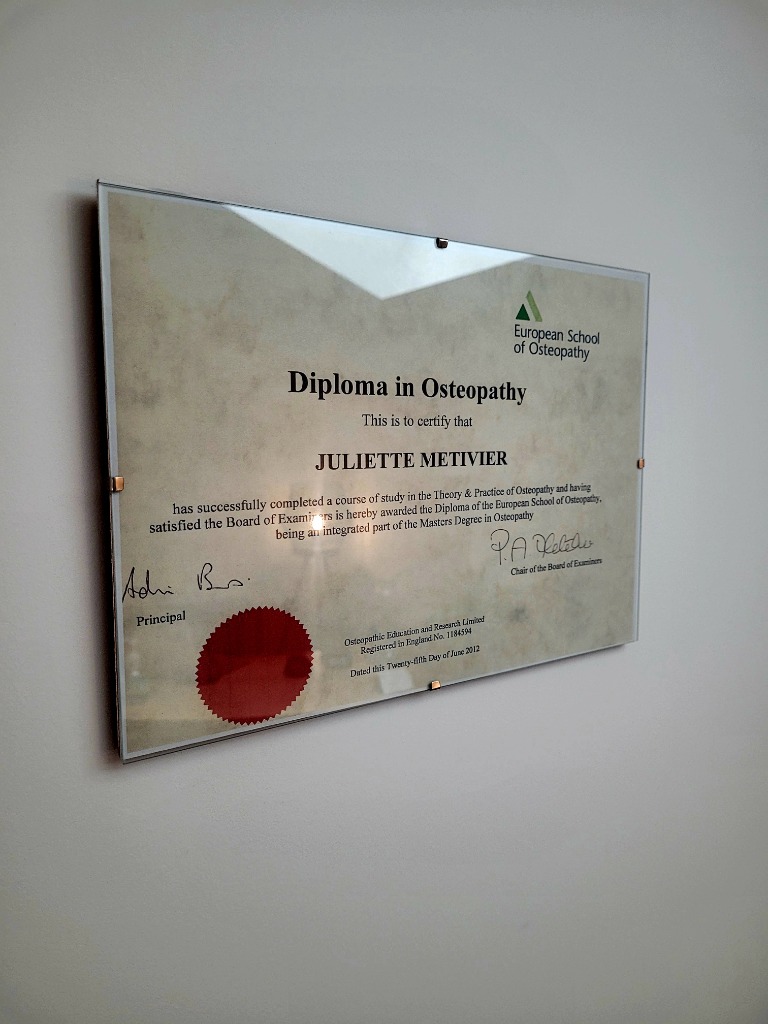 European School
of Osteopathy
Diploma in Osteopathy
This is to certify that
JULIETTE METIVIER
has successfully completed a course of study in the Theory & Practice of Osteopathy and having
satisfied the Board of Examiners is hereby awarded the Diploma of the European School of Osteopathy,
being an integrated part of the Masters Degree in Osteopathy
P.A
Chair of the Board of Examiners
Principal
Osteopathic Education and Research Limited
Registered in England No. 1184594
Dated this Twenty-fifth Day of June 2012